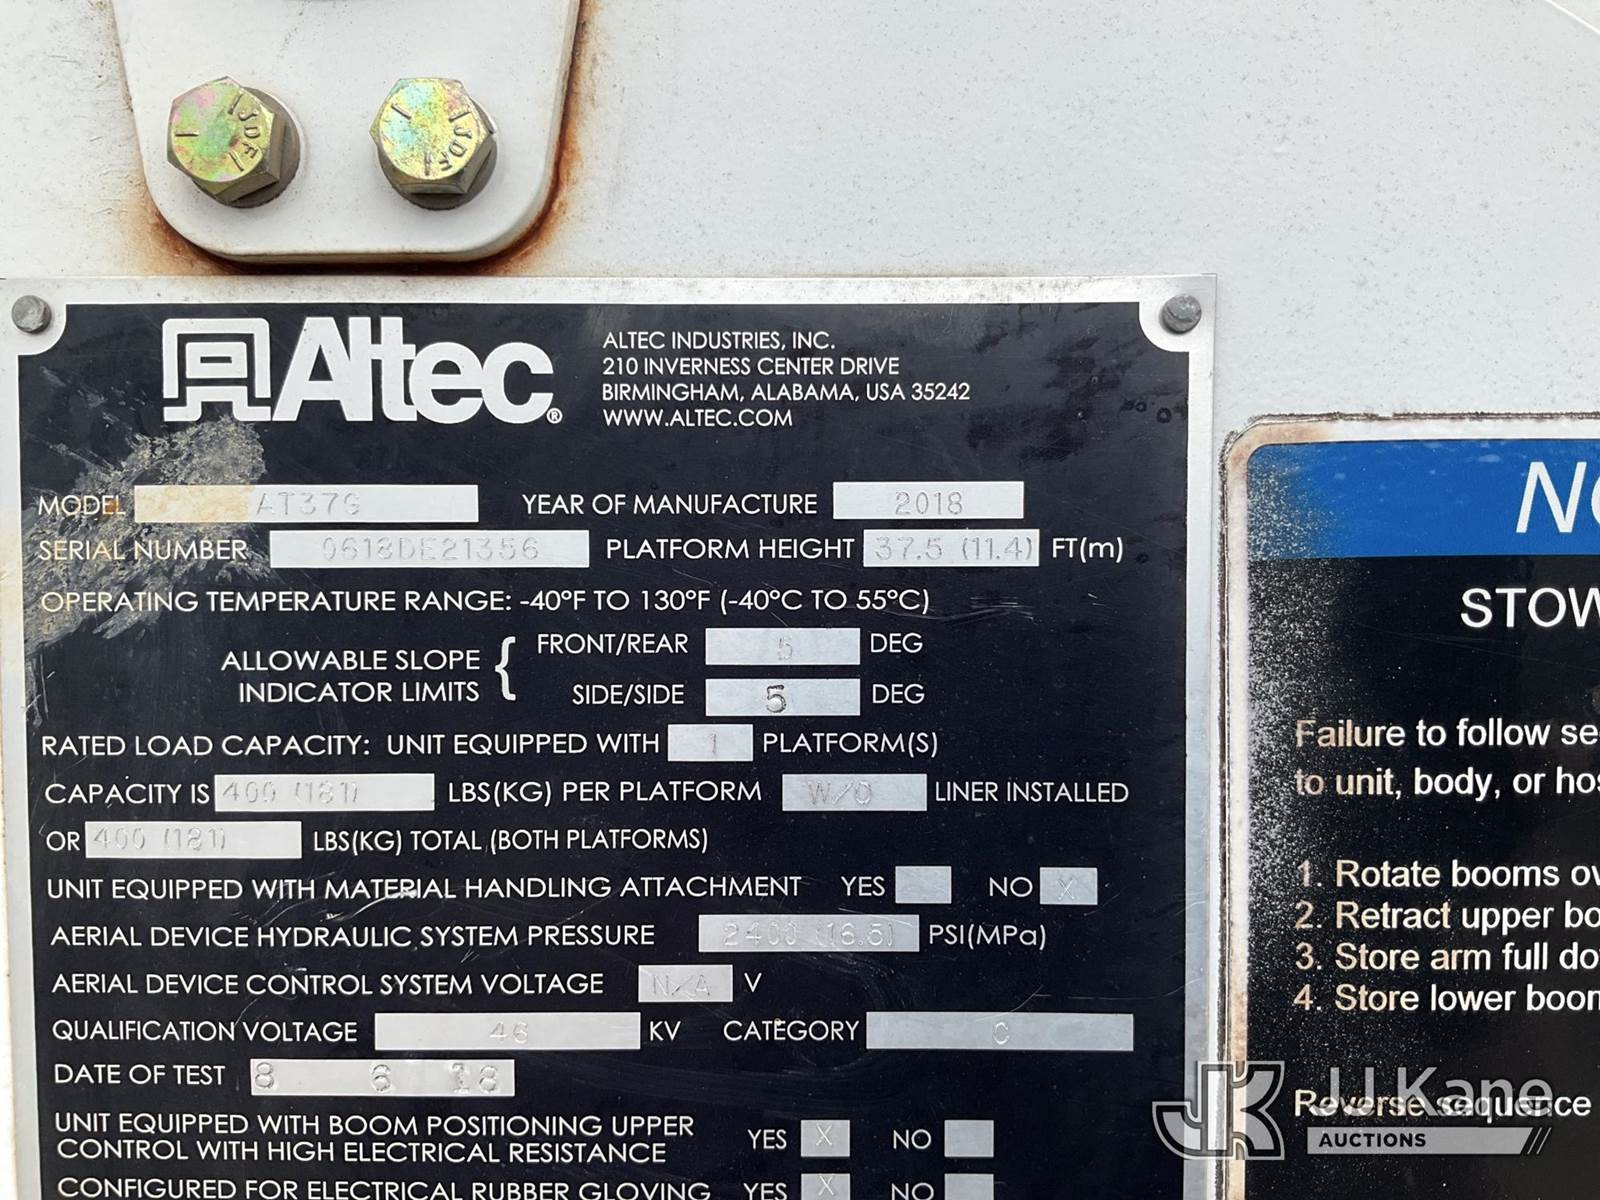 JDF
JDF
Altec®
ALTEC INDUSTRIES, INC.
210 INVERNESS CENTER DRIVE
BIRMINGHAM, ALABAMA, USA 35242
WWW.ALTEC.COM
MODEL AT37G YEAR OF MANUFACTURE 2018
SERIAL NUMBER 0618DE21356 PLATFORM HEIGHT 37.5 (11.4) FT(m)
OPERATING TEMPERATURE RANGE: -40ºF TO 130ºF (-40ºC TO 55ºC)
ALLOWABLE SLOPE INDICATOR LIMITS { FRONT/REAR 5 DEG
SIDE/SIDE 5 DEG
RATED LOAD CAPACITY: UNIT EQUIPPED WITH 1 PLATFORM(S)
CAPACITY IS 400 (181) LBS(KG) PER PLATFORM W/O LINER INSTALLED
OR 400 (181) LBS(KG) TOTAL (BOTH PLATFORMS)
UNIT EQUIPPED WITH MATERIAL HANDLING ATTACHMENT YES NO X
AERIAL DEVICE HYDRAULIC SYSTEM PRESSURE 2400 (16.5) PSI(MPa)
AERIAL DEVICE CONTROL SYSTEM VOLTAGE N/A V
QUALIFICATION VOLTAGE 46 KV CATEGORY C
DATE OF TEST 8 6 18
UNIT EQUIPPED WITH BOOM POSITIONING UPPER
CONTROL WITH HIGH ELECTRICAL RESISTANCE YES X NO
CONFIGURED FOR ELECTRICAL RUBBER GLOVING YES X NO
NO
STOW
Failure to follow se
to unit, body, or hos
1. Rotate booms ov
2. Retract upper bo
3. Store arm full do
4. Store lower boom
Reverse sequence
JK JJ Kane
AUCTIONS